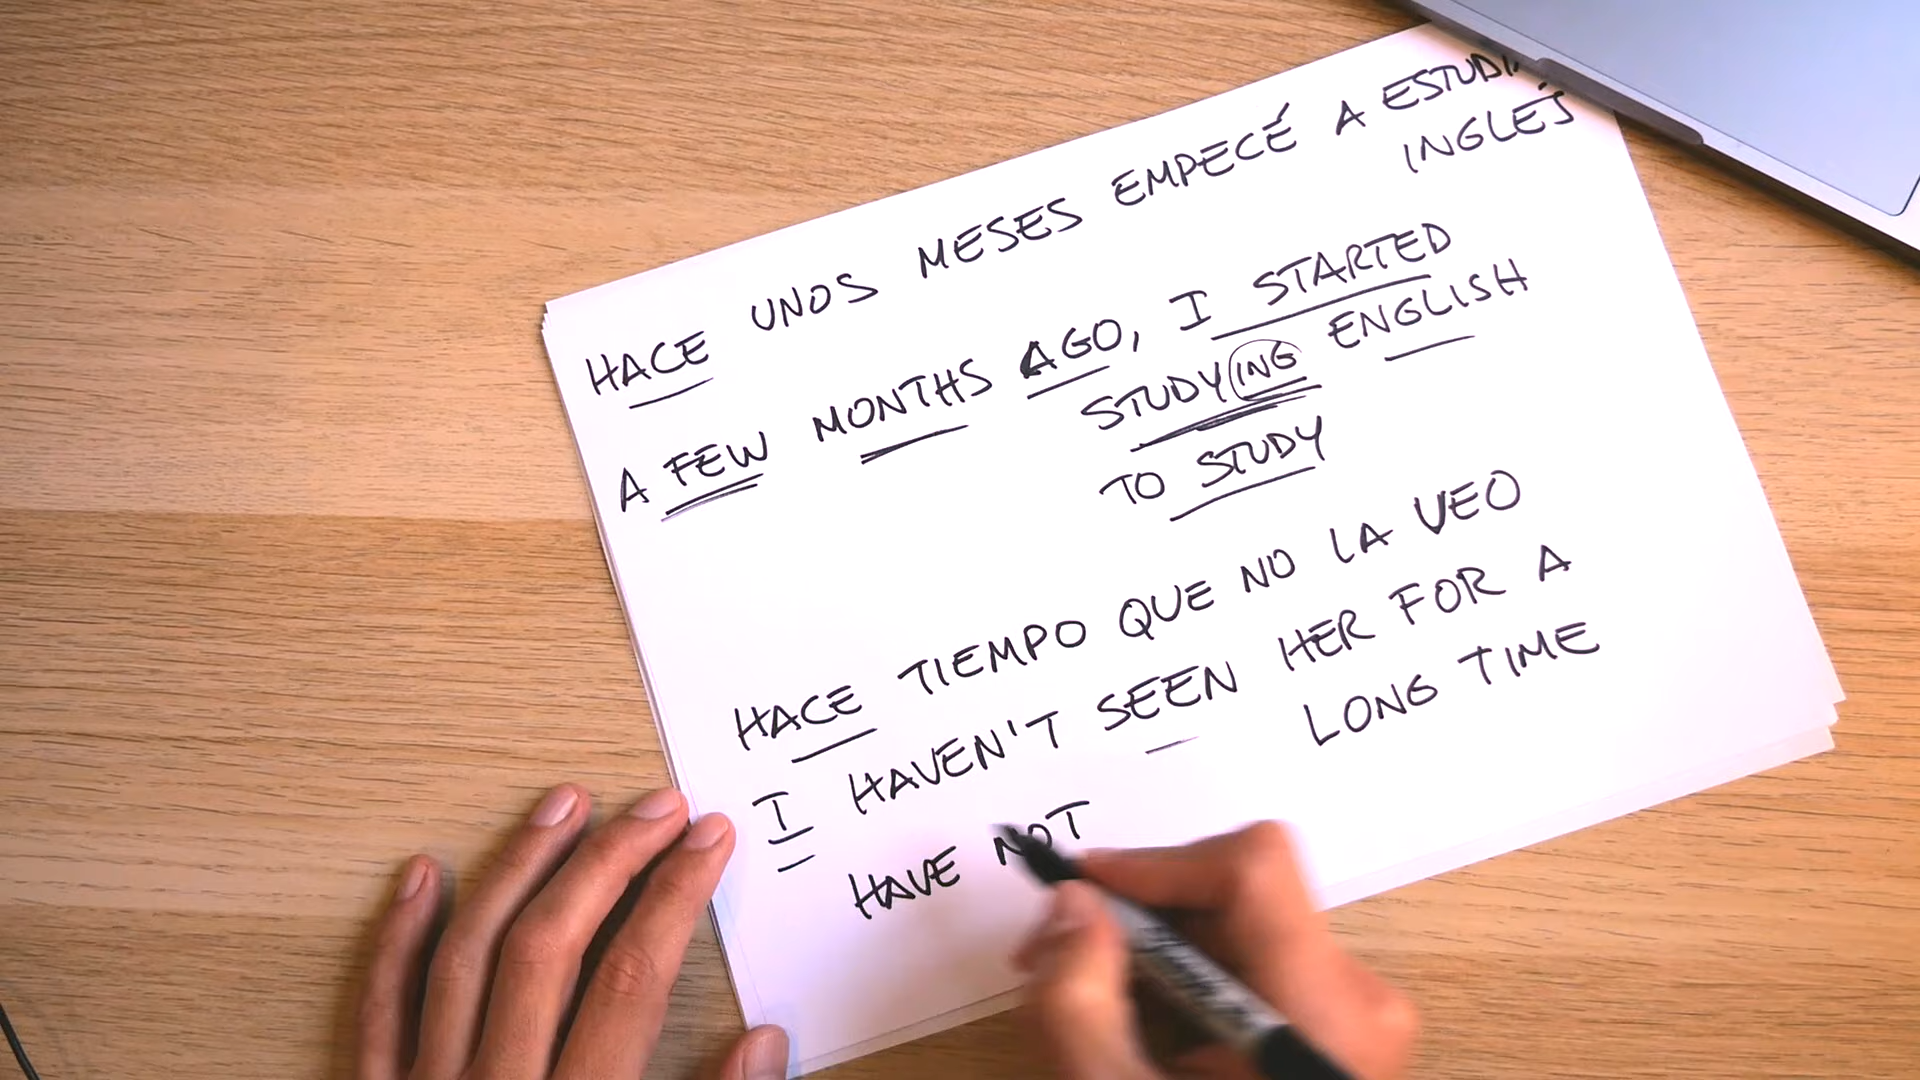 HACE UNOS MESES EMPECÉ A
INGLÉS
A FEW MONTHS AGO, I STARTED
STUDYING ENGLISH
TO STUDY
HACE TIEMPO QUE NO LA VEO
I HAVEN'T SEEN HER FOR A
LONG TIME
HAVE NOT